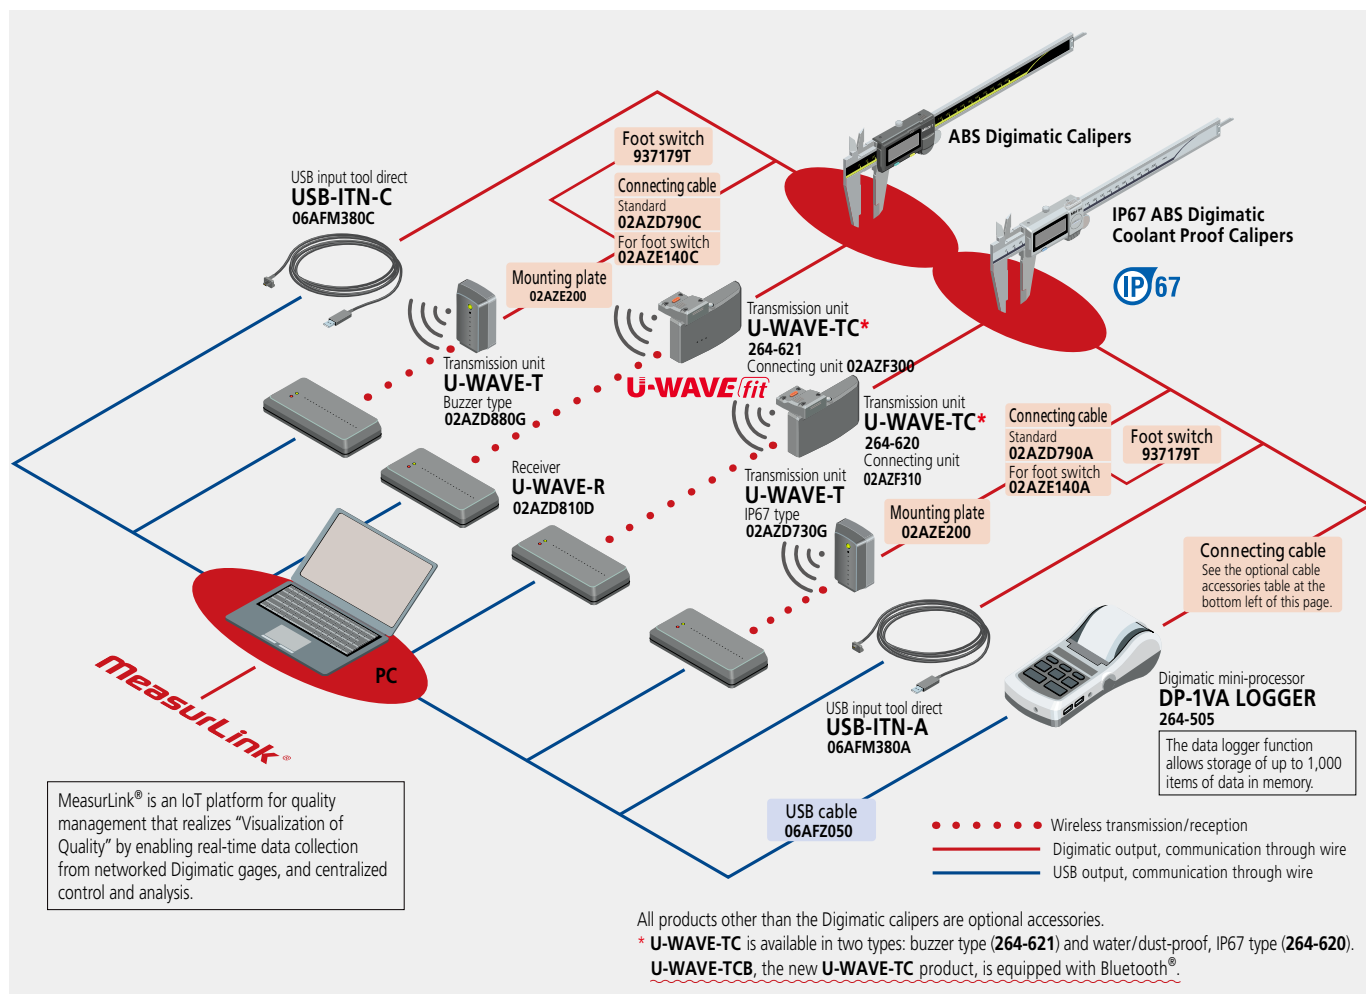 ABS Digimatic Calipers
IP67 ABS Digimatic
Coolant Proof Calipers
IP67
Foot switch
937179T
Connecting cable
Standard
02AZD790C
For foot switch
02AZE140C
Mounting plate
02AZE200
USB input tool direct
USB-ITN-C
06AFM380C
Transmission unit
U-WAVE-T
Buzzer type
02AZD880G
Transmission unit
U-WAVE-TC*
264-621
Connecting unit 02AZF300
U-WAVE fit
Transmission unit
U-WAVE-TC*
264-620
Connecting unit
02AZF310
Receiver
U-WAVE-R
02AZD810D
Transmission unit
U-WAVE-T
IP67 type
02AZD730G
Connecting cable
Standard
02AZD790A
For foot switch
02AZE140A
Foot switch
937179T
Mounting plate
02AZE200
Connecting cable
See the optional cable
accessories table at the
bottom left of this page.
PC
MeasurLink®
USB input tool direct
USB-ITN-A
06AFM380A
Digimatic mini-processor
DP-1VA LOGGER
264-505
The data logger function
allows storage of up to 1,000
items of data in memory.
MeasurLink® is an IoT platform for quality
management that realizes “Visualization of
Quality” by enabling real-time data collection
from networked Digimatic gages, and centralized
control and analysis.
USB cable
06AFZ050
Wireless transmission/reception
Digimatic output, communication through wire
USB output, communication through wire
All products other than the Digimatic calipers are optional accessories.
* U-WAVE-TC is available in two types: buzzer type (264-621) and water/dust-proof, IP67 type (264-620).
U-WAVE-TCB, the new U-WAVE-TC product, is equipped with Bluetooth®.